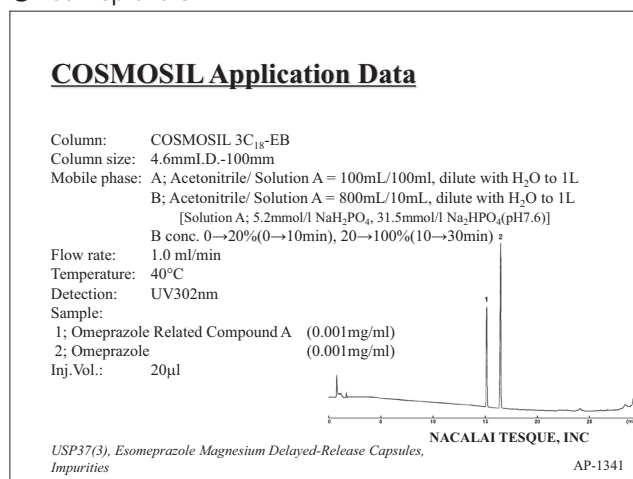 COSMOSIL Application Data
Column: COSMOSIL 3C₁₈-EB
Column size: 4.6mmI.D.-100mm
Mobile phase: A; Acetonitrile/ Solution A = 100mL/100ml, dilute with H₂O to 1L
B; Acetonitrile/ Solution A = 800mL/10mL, dilute with H₂O to 1L
[Solution A; 5.2mmol/l NaH₂PO₄, 31.5mmol/l Na₂HPO₄(pH7.6)]
B conc. 0→20%(0→10min), 20→100%(10→30min)
Flow rate: 1.0 ml/min
Temperature: 40°C
Detection: UV302nm
Sample:
1; Omeprazole Related Compound A (0.001mg/ml)
2; Omeprazole (0.001mg/ml)
Inj.Vol.: 20μl
1
2
0 5 10 15 20 25
NACALAI TESQUE, INC
USP37(3), Esomeprazole Magnesium Delayed-Release Capsules,
Impurities
AP-1341